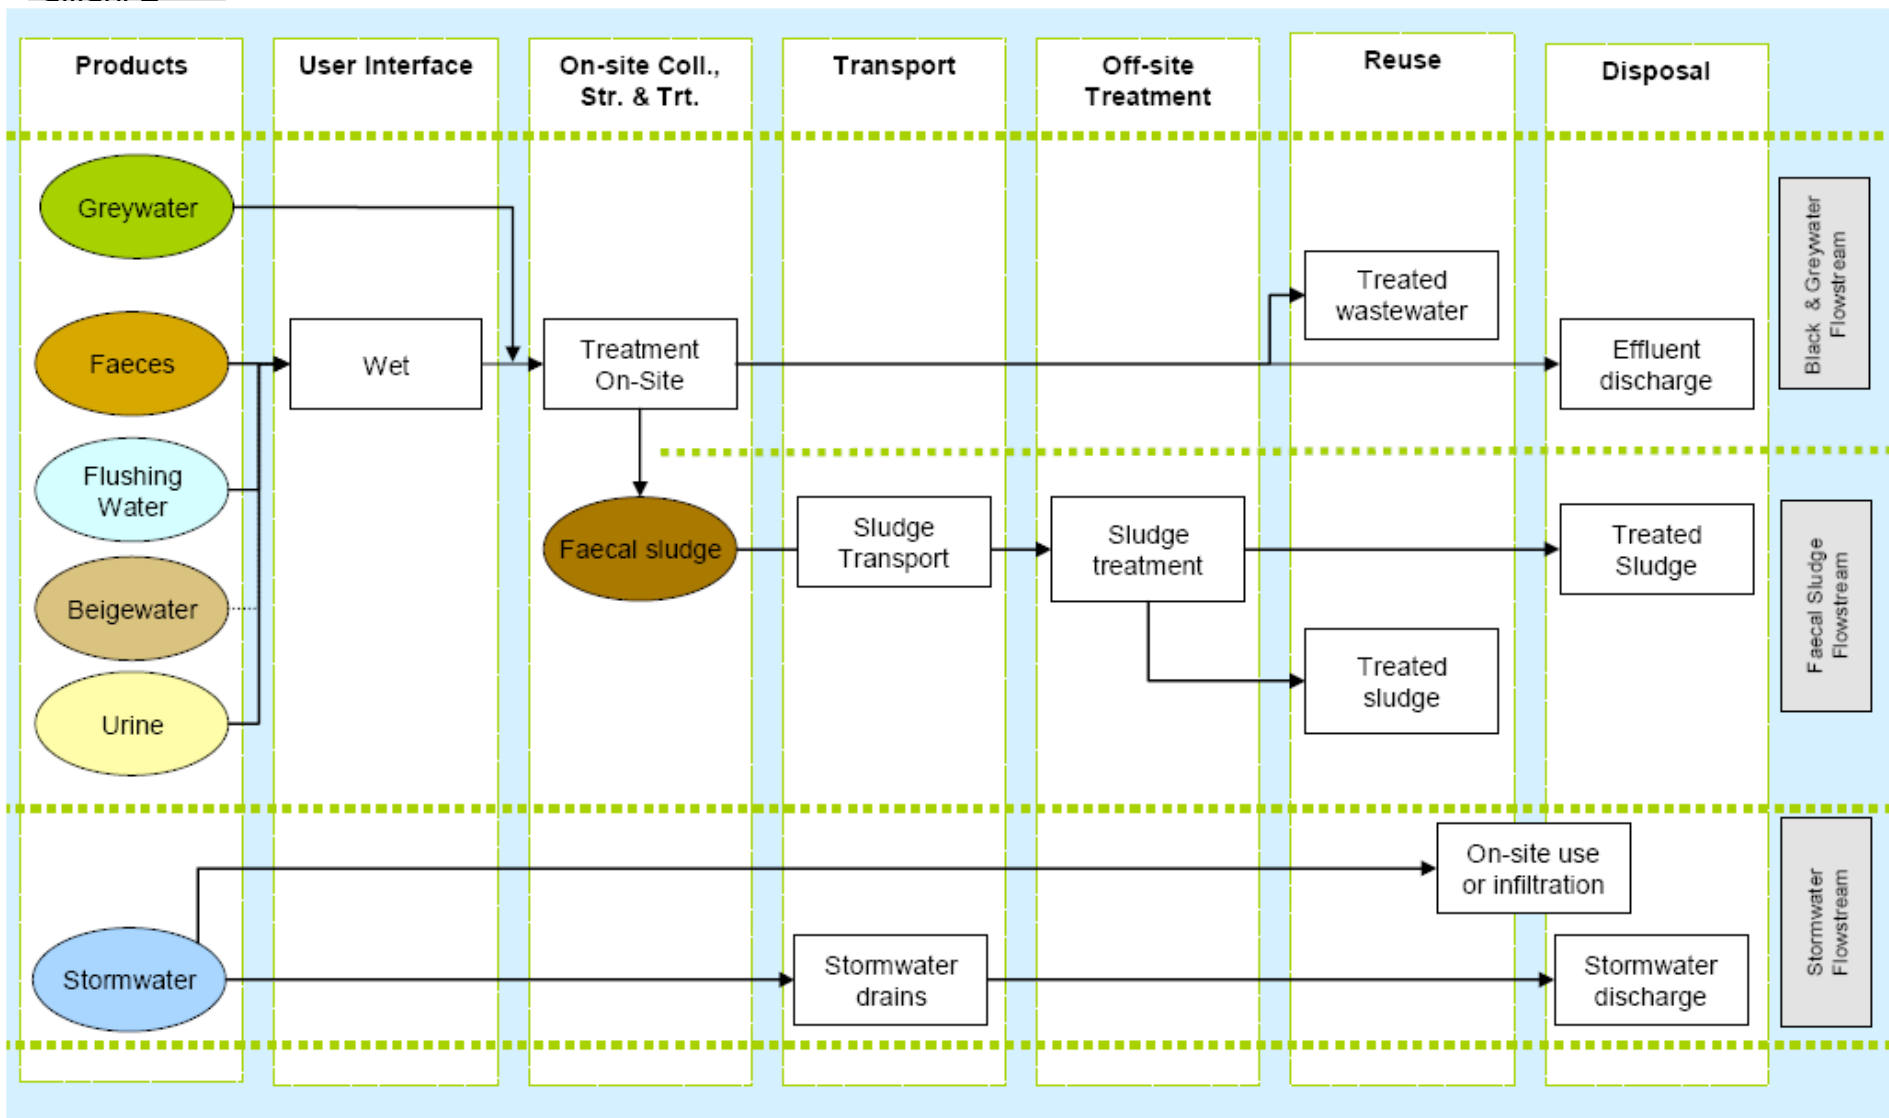 Products
User Interface
On-site Coll.,
Str. & Trt.
Transport
Off-site
Treatment
Reuse
Disposal
Greywater
Faeces
Flushing
Water
Beigewater
Urine
Wet
Treatment
On-Site
Treated
wastewater
Effluent
discharge
Black & Greywater
Flowstream
Faecal sludge
Sludge
Transport
Sludge
treatment
Treated
Sludge
Treated
sludge
Faecal Sludge
Flowstream
Stormwater
On-site use
or infiltration
Stormwater
drains
Stormwater
discharge
Stormwater
Flowstream